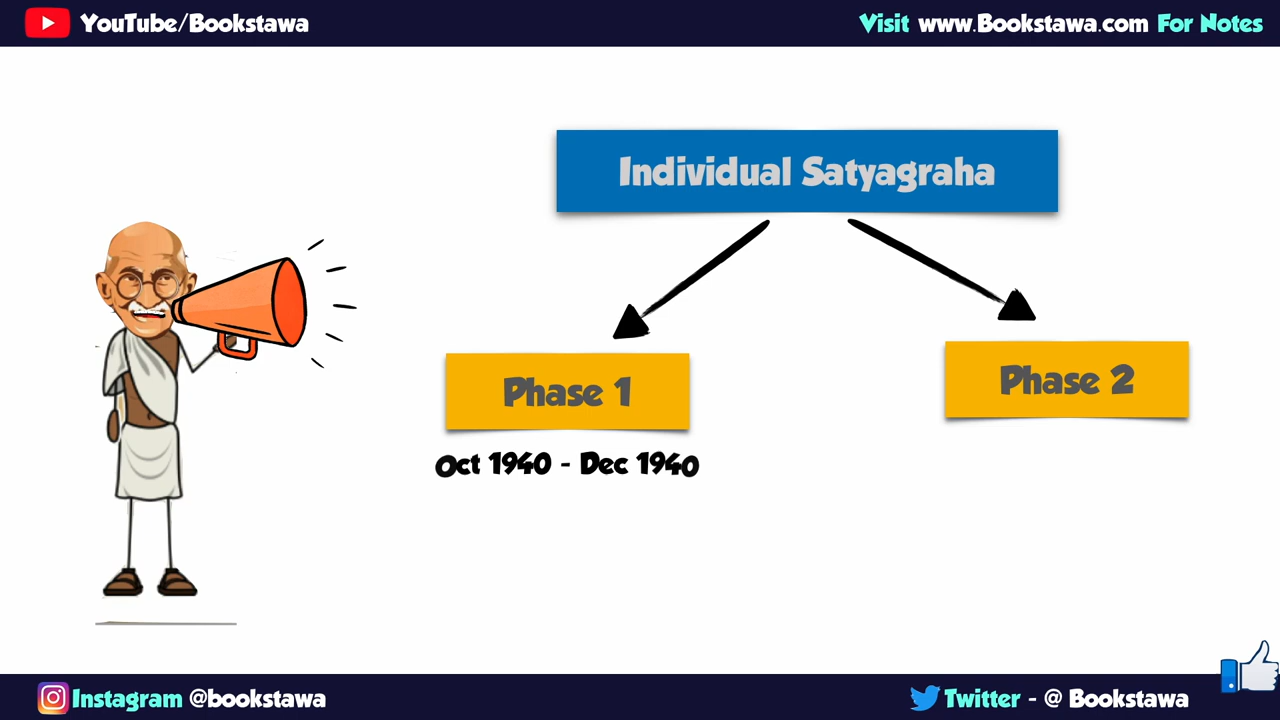 YouTube/Bookstawa
Visit www.Bookstawa.com For Notes
Individual Satyagraha
Phase 1
Phase 2
Oct 1940 - Dec 1940
Instagram @bookstawa
Twitter - @ Bookstawa